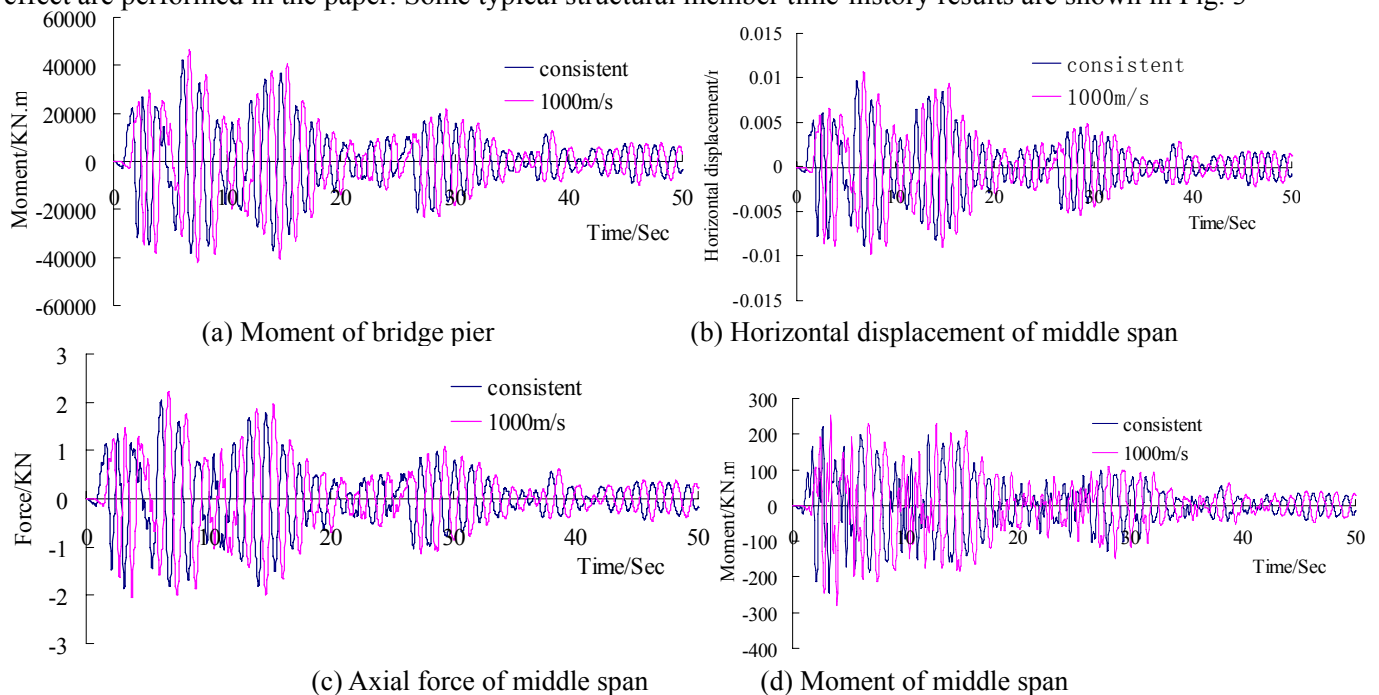 effect are performed in the paper. Some typical structural member time-history results are shown in Fig. 5
60000
40000
20000
0
-20000
-40000
-60000
Moment/KN.m
consistent
1000m/s
0 10 20 30 40 50
Time/Sec
(a) Moment of bridge pier
0.015
0.01
0.005
0
-0.005
-0.01
-0.015
Horizontal
consistent
1000m/s
0 10 20 30 40 50
Time/Sec
(b) Horizontal displacement of middle span
3
2
1
0
-1
-2
-3
Force/KN
consistent
1000m/s
0 10 20 30 40 50
Time/Sec
(c) Axial force of middle span
300
200
100
0
-100
-200
-300
-400
Moment/KN.m
consistent
1000m/s
0 10 20 30 40 50
Time/Sec
(d) Moment of middle span